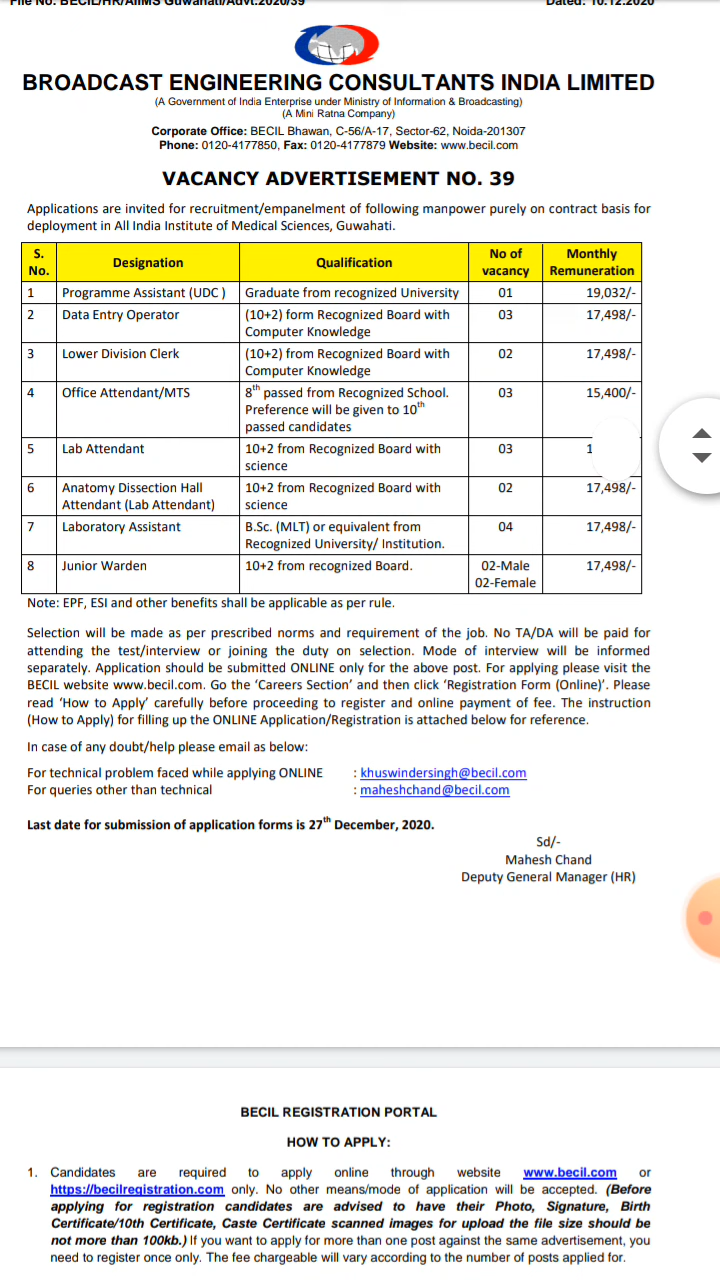 File No: BECIL/HR/AIIMS Guwahati/Advt.2020/39 Dated: 10.12.2020
BROADCAST ENGINEERING CONSULTANTS INDIA LIMITED
(A Government of India Enterprise under Ministry of Information & Broadcasting)
(A Mini Ratna Company)
Corporate Office: BECIL Bhawan, C-56/A-17, Sector-62, Noida-201307
Phone: 0120-4177850, Fax: 0120-4177879 Website: www.becil.com
VACANCY ADVERTISEMENT NO. 39
Applications are invited for recruitment/empanelment of following manpower purely on contract basis for
deployment in All India Institute of Medical Sciences, Guwahati.
S. No. Designation Qualification No of vacancy Monthly Remuneration
1 Programme Assistant (UDC ) Graduate from recognized University 01 19,032/-
2 Data Entry Operator (10+2) form Recognized Board with 03 17,498/-
Computer Knowledge
3 Lower Division Clerk (10+2) from Recognized Board with 02 17,498/-
Computer Knowledge
4 Office Attendant/MTS 8th passed from Recognized School. 03 15,400/-
Preference will be given to 10th
passed candidates
5 Lab Attendant 10+2 from Recognized Board with 03 1
science
6 Anatomy Dissection Hall 10+2 from Recognized Board with 02 17,498/-
Attendant (Lab Attendant) science
7 Laboratory Assistant B.Sc. (MLT) or equivalent from 04 17,498/-
Recognized University/ Institution.
8 Junior Warden 10+2 from recognized Board. 02-Male 17,498/-
02-Female
Note: EPF, ESI and other benefits shall be applicable as per rule.
Selection will be made as per prescribed norms and requirement of the job. No TA/DA will be paid for
attending the test/interview or joining the duty on selection. Mode of interview will be informed
separately. Application should be submitted ONLINE only for the above post. For applying please visit the
BECIL website www.becil.com. Go the ‘Careers Section’ and then click ‘Registration Form (Online)’. Please
read ‘How to Apply’ carefully before proceeding to register and online payment of fee. The instruction
(How to Apply) for filling up the ONLINE Application/Registration is attached below for reference.
In case of any doubt/help please email as below:
For technical problem faced while applying ONLINE : khuswindersingh@becil.com
For queries other than technical : maheshchand@becil.com
Last date for submission of application forms is 27th December, 2020.
Sd/-
Mahesh Chand
Deputy General Manager (HR)
BECIL REGISTRATION PORTAL
HOW TO APPLY:
1. Candidates are required to apply online through website www.becil.com or
https://becilregistration.com only. No other means/mode of application will be accepted. (Before
applying for registration candidates are advised to have their Photo, Signature, Birth
Certificate/10th Certificate, Caste Certificate scanned images for upload the file size should be
not more than 100kb.) If you want to apply for more than one post against the same advertisement, you
need to register once only. The fee chargeable will vary according to the number of posts applied for.